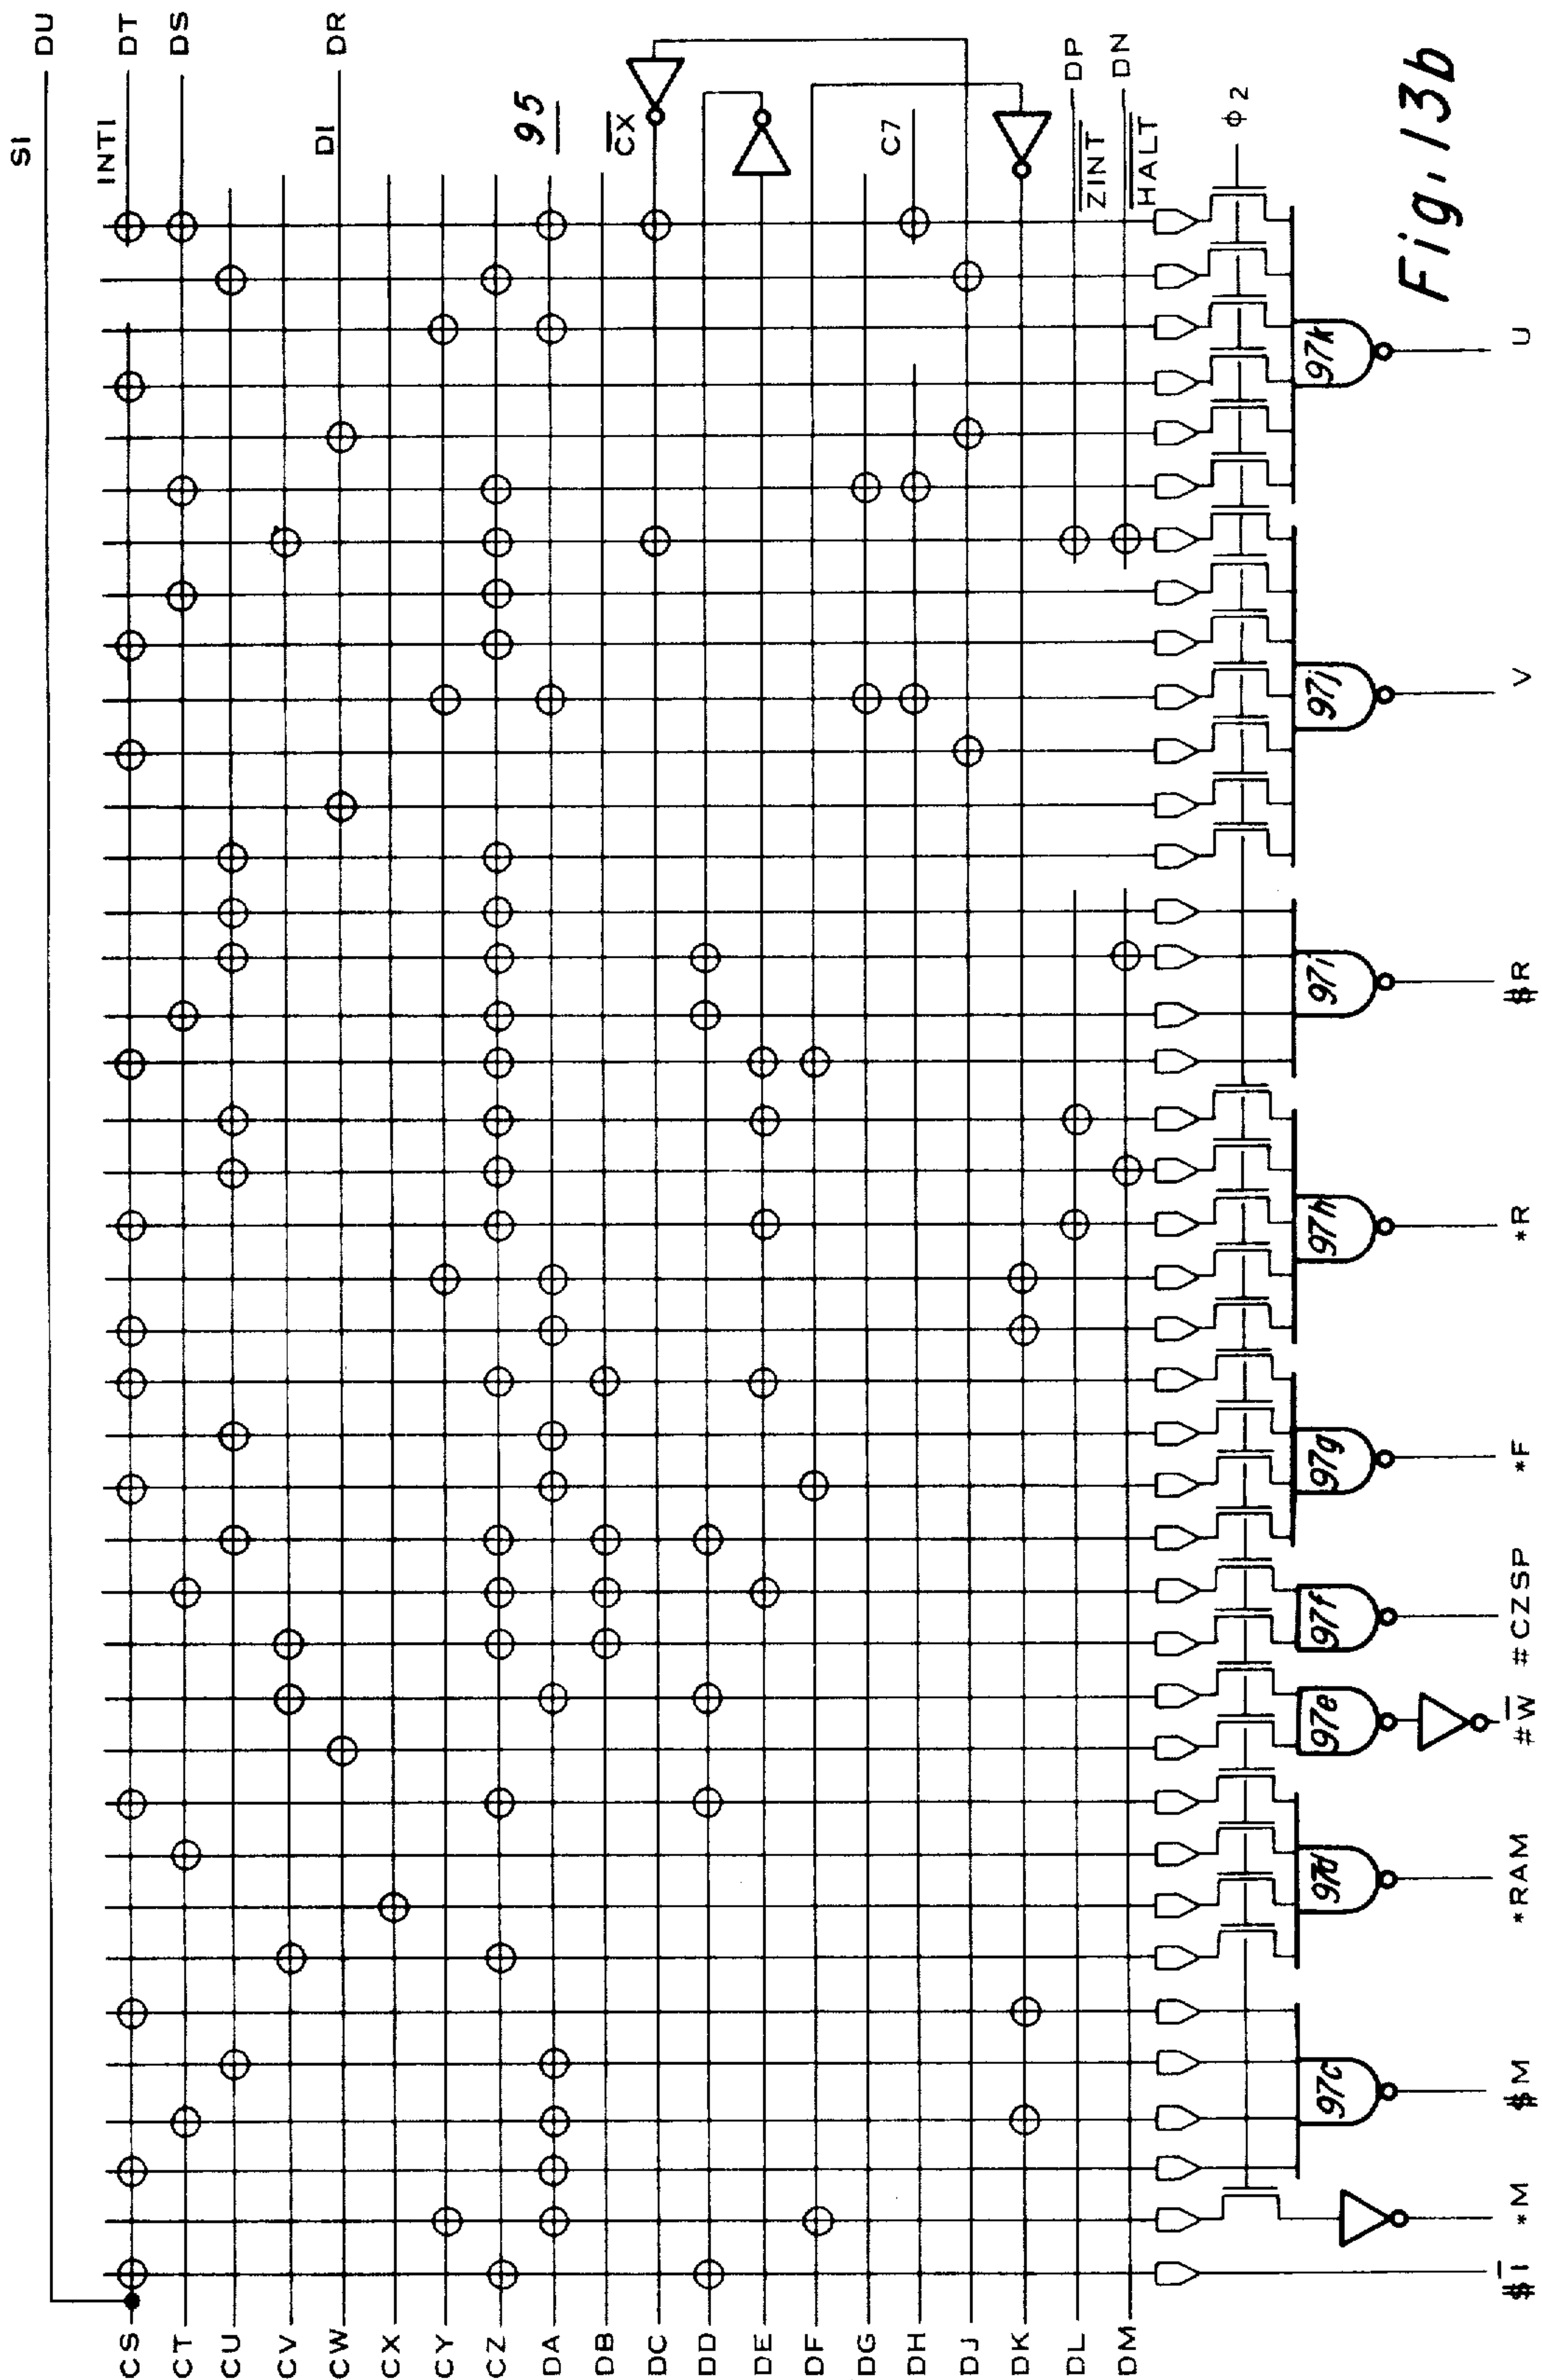 SI
DU
INTI
DT
DS
DI
DR
95
CX
C7
DP
ZINT
DN
HALT
φ2
CS
CT
CU
CV
CW
CX
CY
CZ
DA
DB
DC
DD
DE
DF
DG
DH
DJ
DK
DL
DM
97c
97d
97e
97f
97g
97h
97i
97j
97k
$I
*M
$M
*RAM
#W
#CZSP
*F
*R
$R
V
U
Fig. 13b